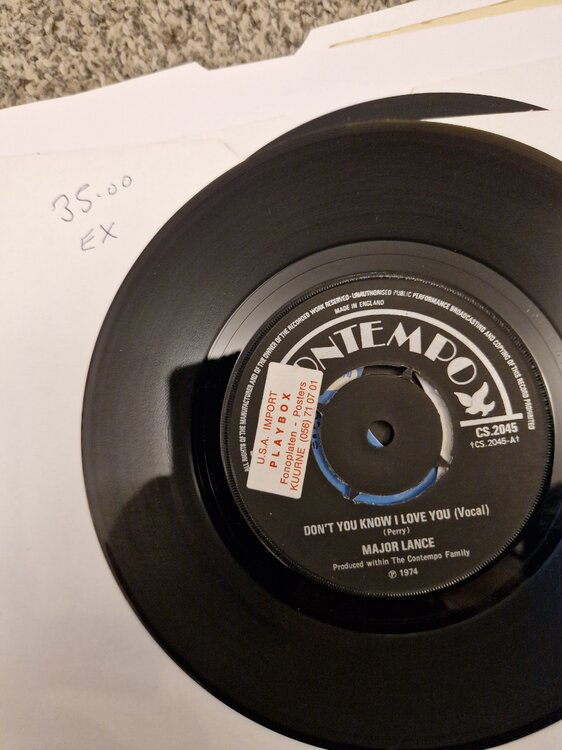 35.00
EX
ALL RIGHTS OF THE MANUFACTURER AND OF THE OWNER OF THE RECORDED WORK RESERVED · UNAUTHORISED PUBLIC PERFORMANCE BROADCASTING AND COPYING OF THIS RECORD PROHIBITED
MADE IN ENGLAND
ONTEMPO
CS.2045
†CS.2045-A†
U.S.A. IMPORT
PLAYBOX
Fonoplaten - Posters
KUURNE (056) 71 07 01
DON'T YOU KNOW I LOVE YOU (Vocal)
(Perry)
MAJOR LANCE
Produced within The Contempo Family
℗ 1974